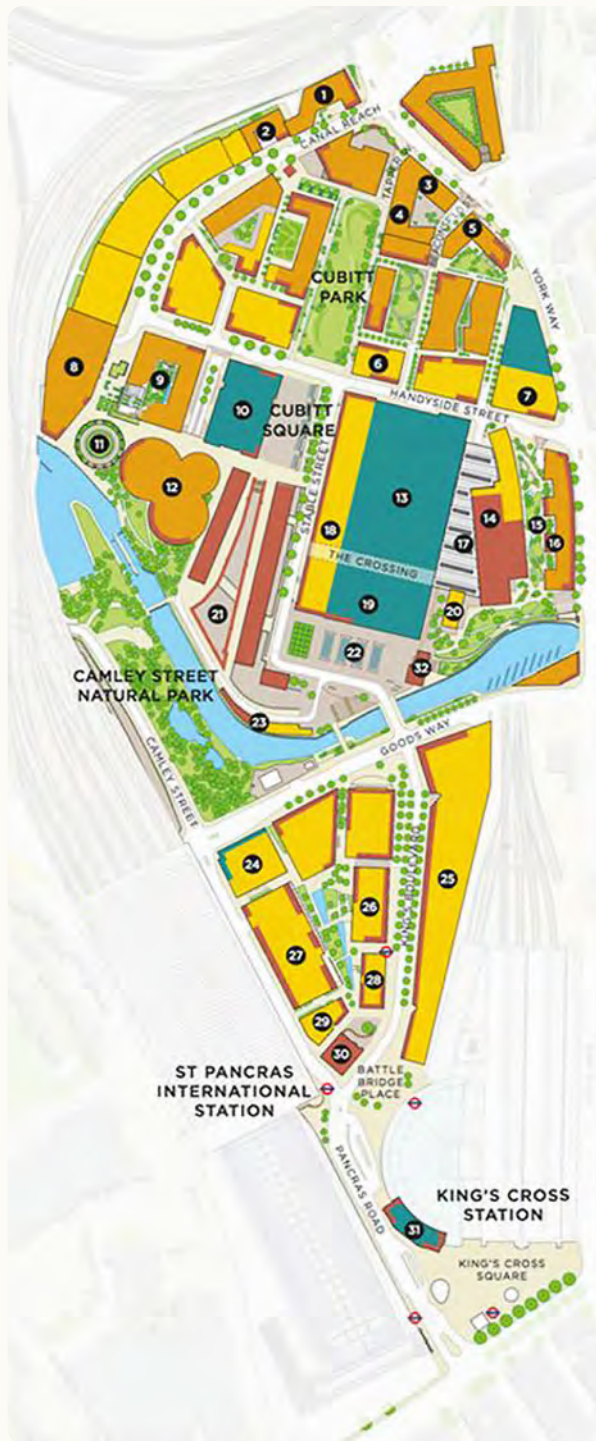 1
2
CANAL REACH
TAPPER W
3
4
5
YORK WAY
CUBITT
PARK
6
7
8
9
10
CUBITT
SQUARE
HANDYSIDE STREET
11
12
STABLE STREET
13
14
15
16
17
18
THE CROSSING
19
20
21
22
32
CAMLEY STREET
NATURAL PARK
23
GOODS WAY
CAMLEY STREET
24
25
KING'S BOULEVARD
26
27
28
29
30
ST PANCRAS
INTERNATIONAL
STATION
BATTLE
BRIDGE
PLACE
PANCRAS ROAD
KING'S CROSS
STATION
31
KING'S CROSS
SQUARE